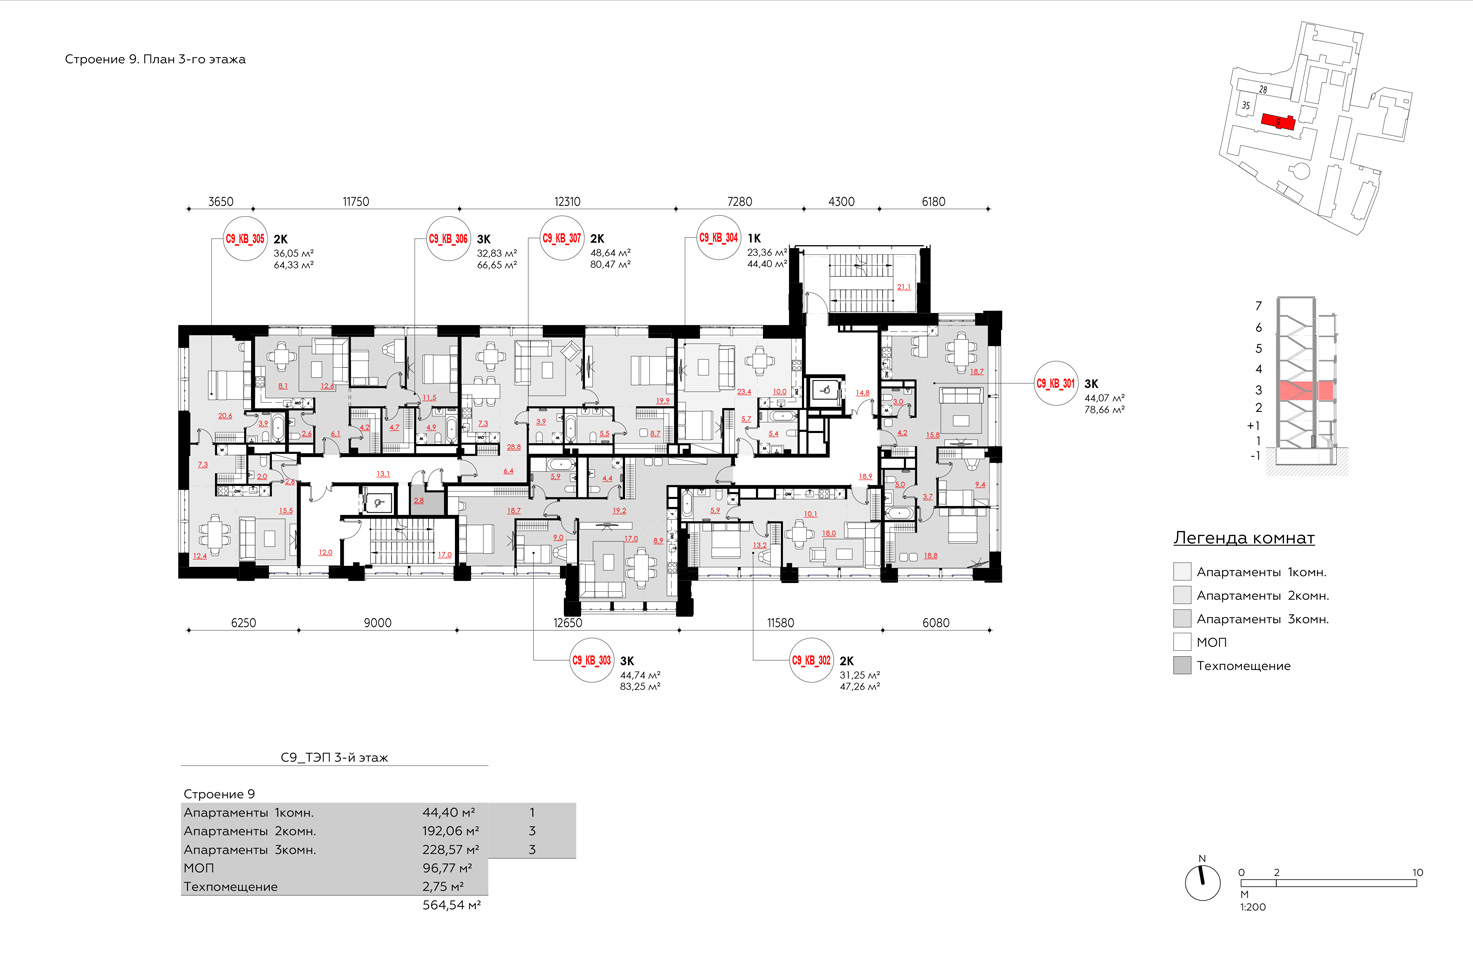 Строение 9. План 3-го этажа
28
35
9
3650
11750
12310
7280
4300
6180
С9_КВ_305
2К
36,05 м²
64,33 м²
С9_КВ_306
3К
32,83 м²
66,65 м²
С9_КВ_307
2К
48,64 м²
80,47 м²
С9_КВ_304
1К
23,36 м²
44,40 м²
21.1
С9_КВ_301
3К
44,07 м²
78,66 м²
8.1
12.6
11.5
19.9
23.4
10.0
14.8
18.7
3.0
20.6
3.9
2.6
6.1
4.2
4.7
4.9
7.3
3.9
5.5
8.7
5.7
5.4
4.2
15.8
28.8
7.3
2.0
2.6
13.1
6.4
5.9
4.4
18.9
5.0
3.7
9.4
2.8
15.5
18.7
19.2
5.9
10.1
12.4
12.0
17.0
9.0
17.0
8.9
13.2
18.0
18.8
6250
9000
12650
11580
6080
С9_КВ_303
3К
44,74 м²
83,25 м²
С9_КВ_302
2К
31,25 м²
47,26 м²
7
6
5
4
3
2
+1
1
-1
Легенда комнат
Апартаменты 1комн.
Апартаменты 2комн.
Апартаменты 3комн.
МОП
Техпомещение
С9_ТЭП 3-й этаж
Строение 9
Апартаменты 1комн. 44,40 м² 1
Апартаменты 2комн. 192,06 м² 3
Апартаменты 3комн. 228,57 м² 3
МОП 96,77 м²
Техпомещение 2,75 м²
564,54 м²
N
0 2 10
М
1:200